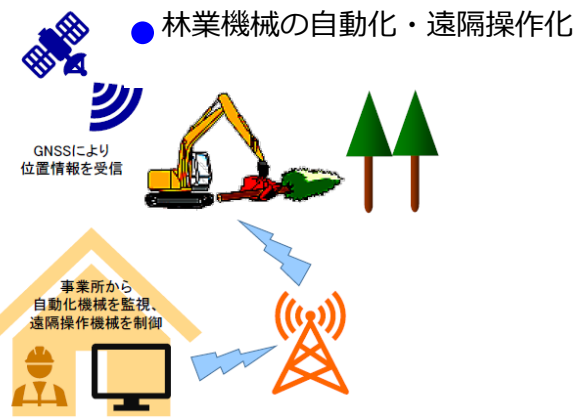 ●林業機械の自動化・遠隔操作化
GNSSにより
位置情報を受信
事業所から
自動化機械を監視、
遠隔操作機械を制御